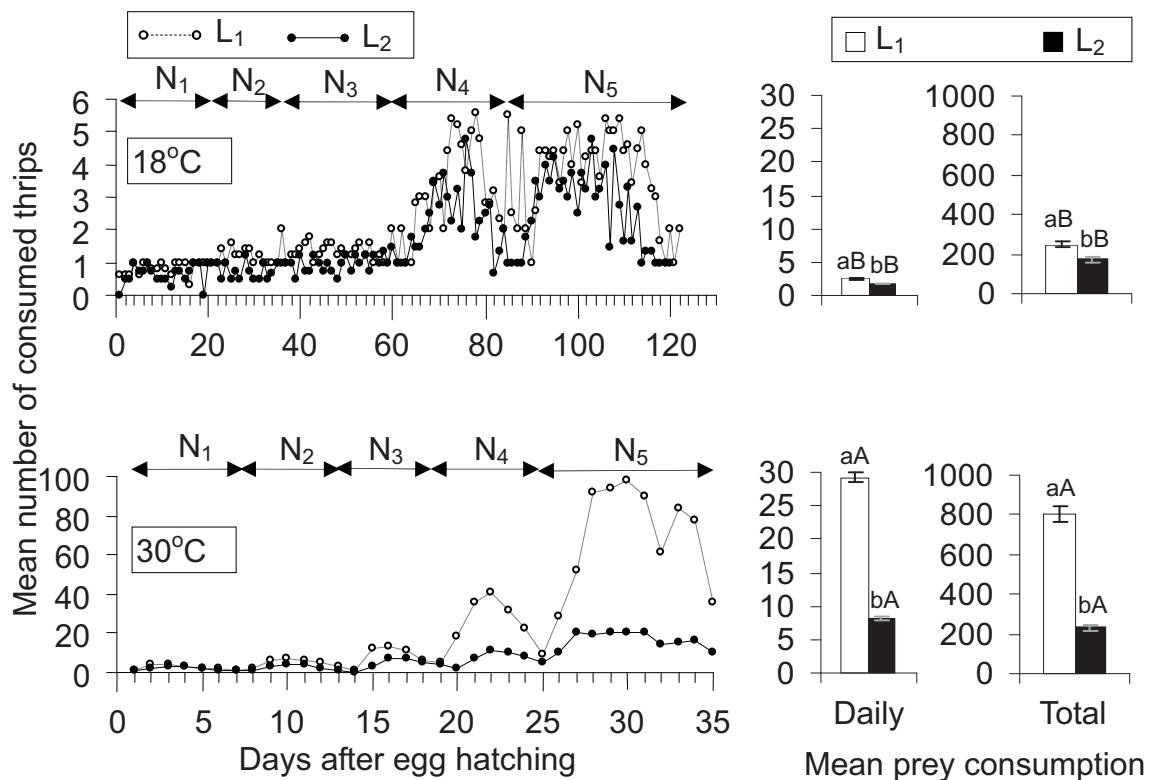 L1 L2
L1 L2
Mean number of consumed thrips
N1 N2 N3 N4 N5
18°C
6
5
4
3
2
1
0
0 20 40 60 80 100 120
30
25
20
15
10
5
0
aB bB
1000
800
600
400
200
0
aB bB
N1 N2 N3 N4 N5
30°C
100
80
60
40
20
0
0 5 10 15 20 25 30 35
Days after egg hatching
30
25
20
15
10
5
0
aA
bA
Daily
1000
800
600
400
200
0
aA
bA
Total
Mean prey consumption